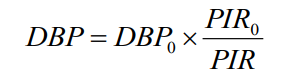 DBP = DBP₀ × PIR₀ / PIR